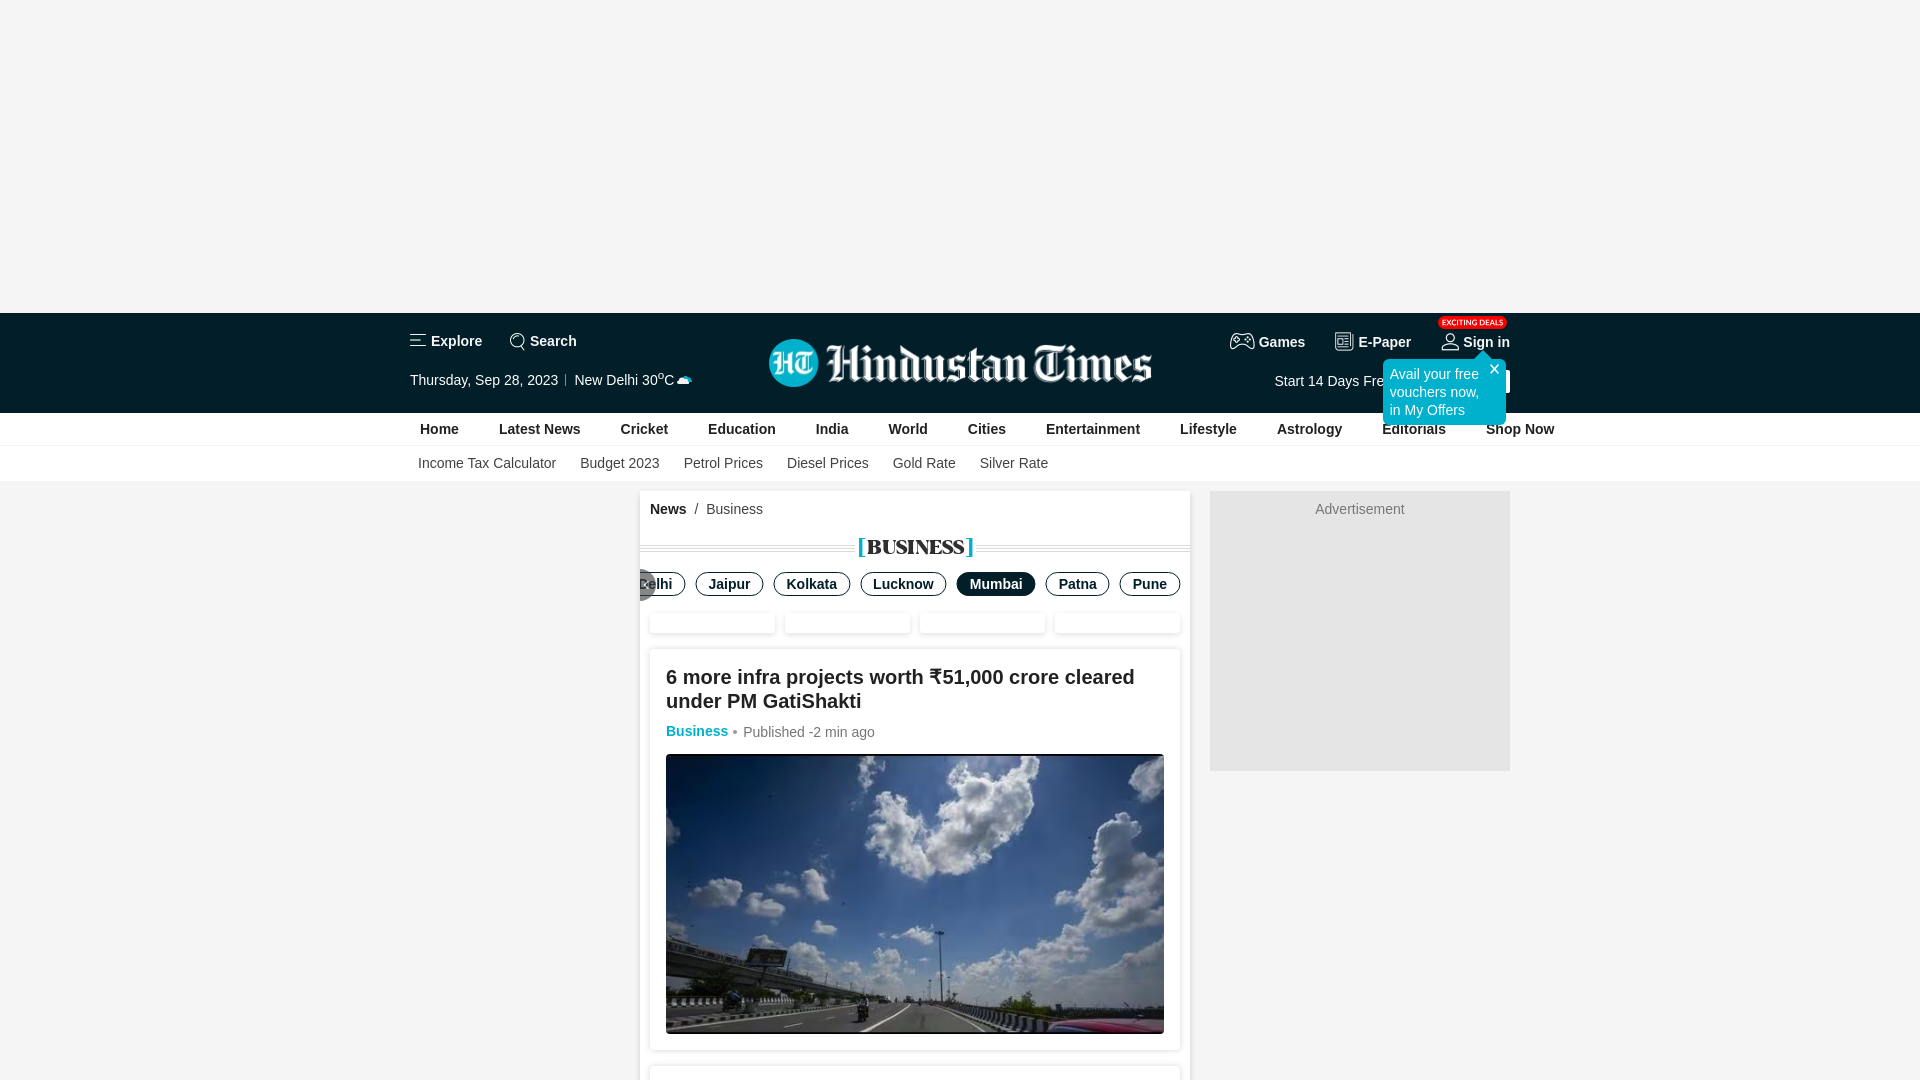 Explore
Search
Thursday, Sep 28, 2023
New Delhi 30oC
HT Hindustan Times
Games
E-Paper
EXCITING DEALS
Sign in
Start 14 Days Fre
Avail your free
vouchers now,
in My Offers
Home
Latest News
Cricket
Education
India
World
Cities
Entertainment
Lifestyle
Astrology
Editorials
Shop Now
Income Tax Calculator
Budget 2023
Petrol Prices
Diesel Prices
Gold Rate
Silver Rate
News / Business
Advertisement
[BUSINESS]
Delhi
Jaipur
Kolkata
Lucknow
Mumbai
Patna
Pune
6 more infra projects worth ₹51,000 crore cleared
under PM GatiShakti
Business • Published -2 min ago